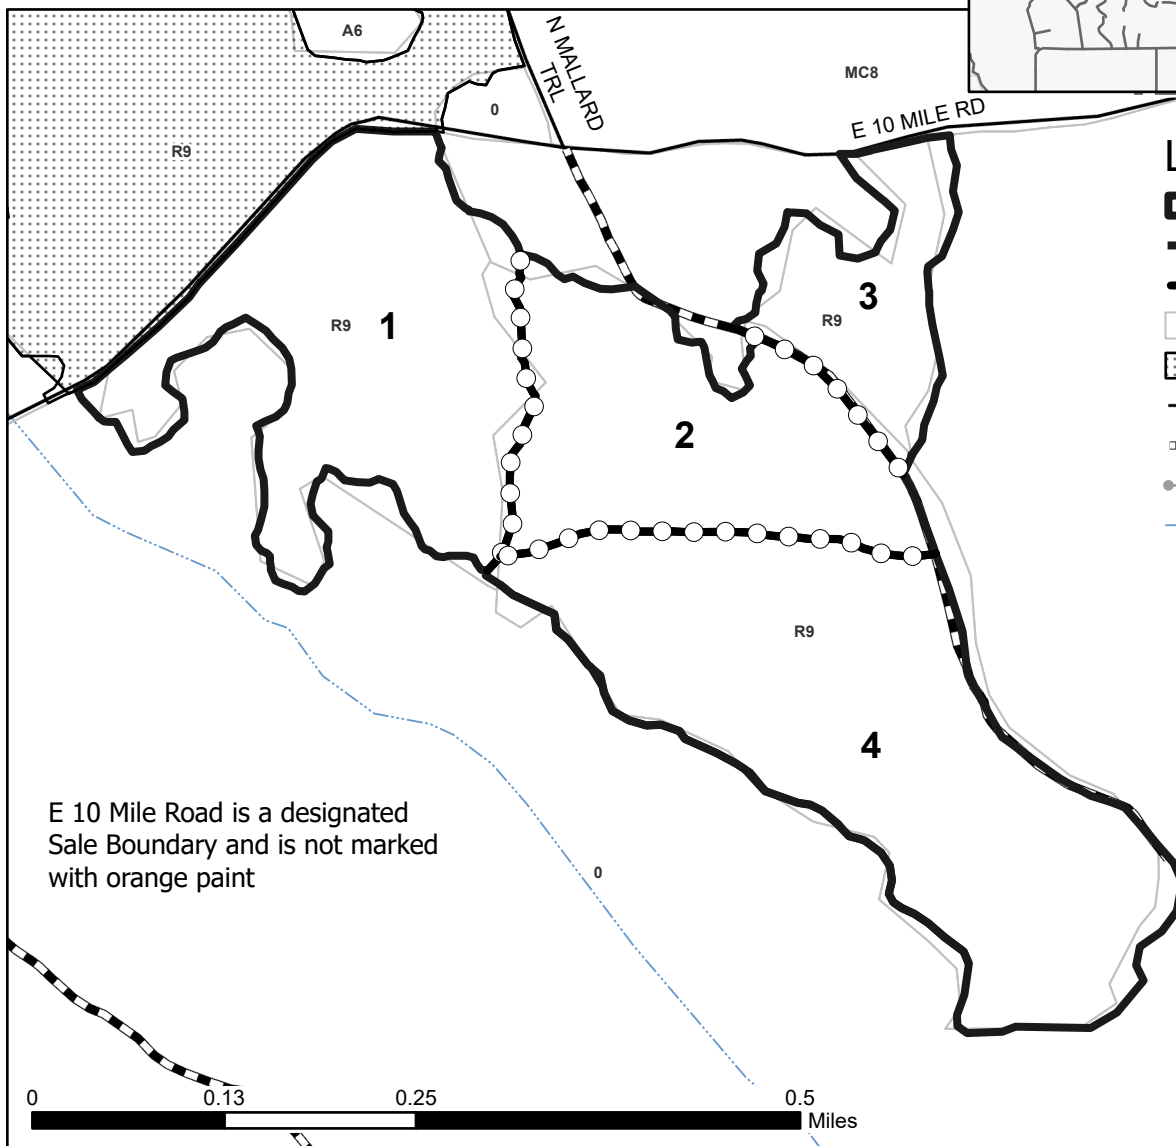 A6
N MALLARD
TRL
MC8
0
E 10 MILE RD
R9
3
R9
1
R9
2
R9
4
E 10 Mile Road is a designated
Sale Boundary and is not marked
with orange paint
0
0 0.13 0.25 0.5
Miles